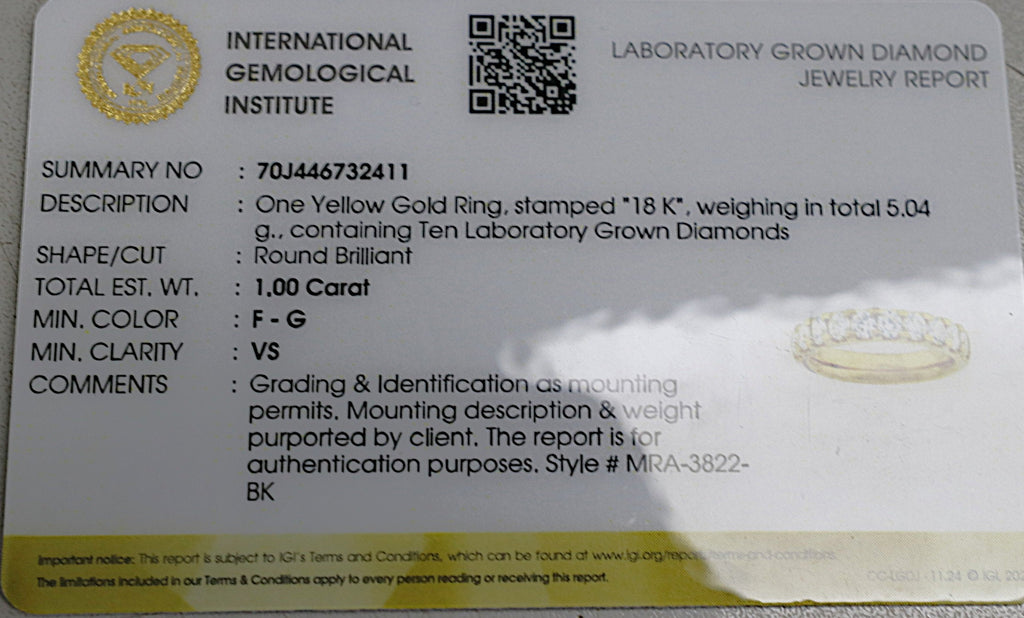 INTERNATIONAL
GEMOLOGICAL
INSTITUTE
LABORATORY GROWN DIAMOND
JEWELRY REPORT
SUMMARY NO : 70J446732411
DESCRIPTION : One Yellow Gold Ring, stamped "18 K", weighing in total 5.04
g., containing Ten Laboratory Grown Diamonds
SHAPE/CUT : Round Brilliant
TOTAL EST. WT. : 1.00 Carat
MIN. COLOR : F - G
MIN. CLARITY : VS
COMMENTS : Grading & Identification as mounting
permits. Mounting description & weight
purported by client. The report is for
authentication purposes. Style # MRA-3822-
BK
Important notice: This report is subject to IGI's Terms and Conditions, which can be found at www.igi.org/report/terms-and-conditions.
The limitations included in our Terms & Conditions apply to every person reading or receiving this report.
11.24 © IGI,